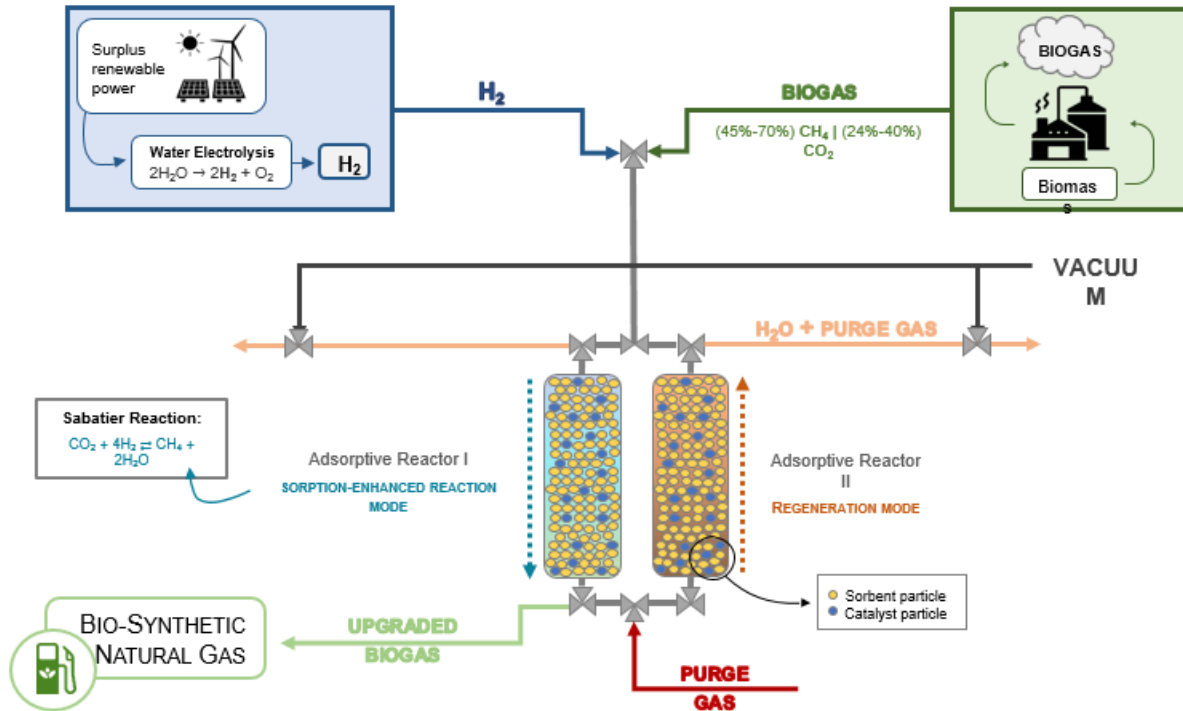 Surplus
renewable
power
Water Electrolysis
2H₂O → 2H₂ + O₂
H₂
H₂
BIOGAS
(45%-70%) CH₄ | (24%-40%)
CO₂
BIOGAS
Biomas
s
VACUU
M
H₂O + PURGE GAS
Sabatier Reaction:
CO₂ + 4H₂ ⇄ CH₄ +
2H₂O
Adsorptive Reactor I
SORPTION-ENHANCED REACTION
MODE
Adsorptive Reactor
II
REGENERATION MODE
Sorbent particle
Catalyst particle
BIO-SYNTHETIC
NATURAL GAS
UPGRADED
BIOGAS
PURGE
GAS